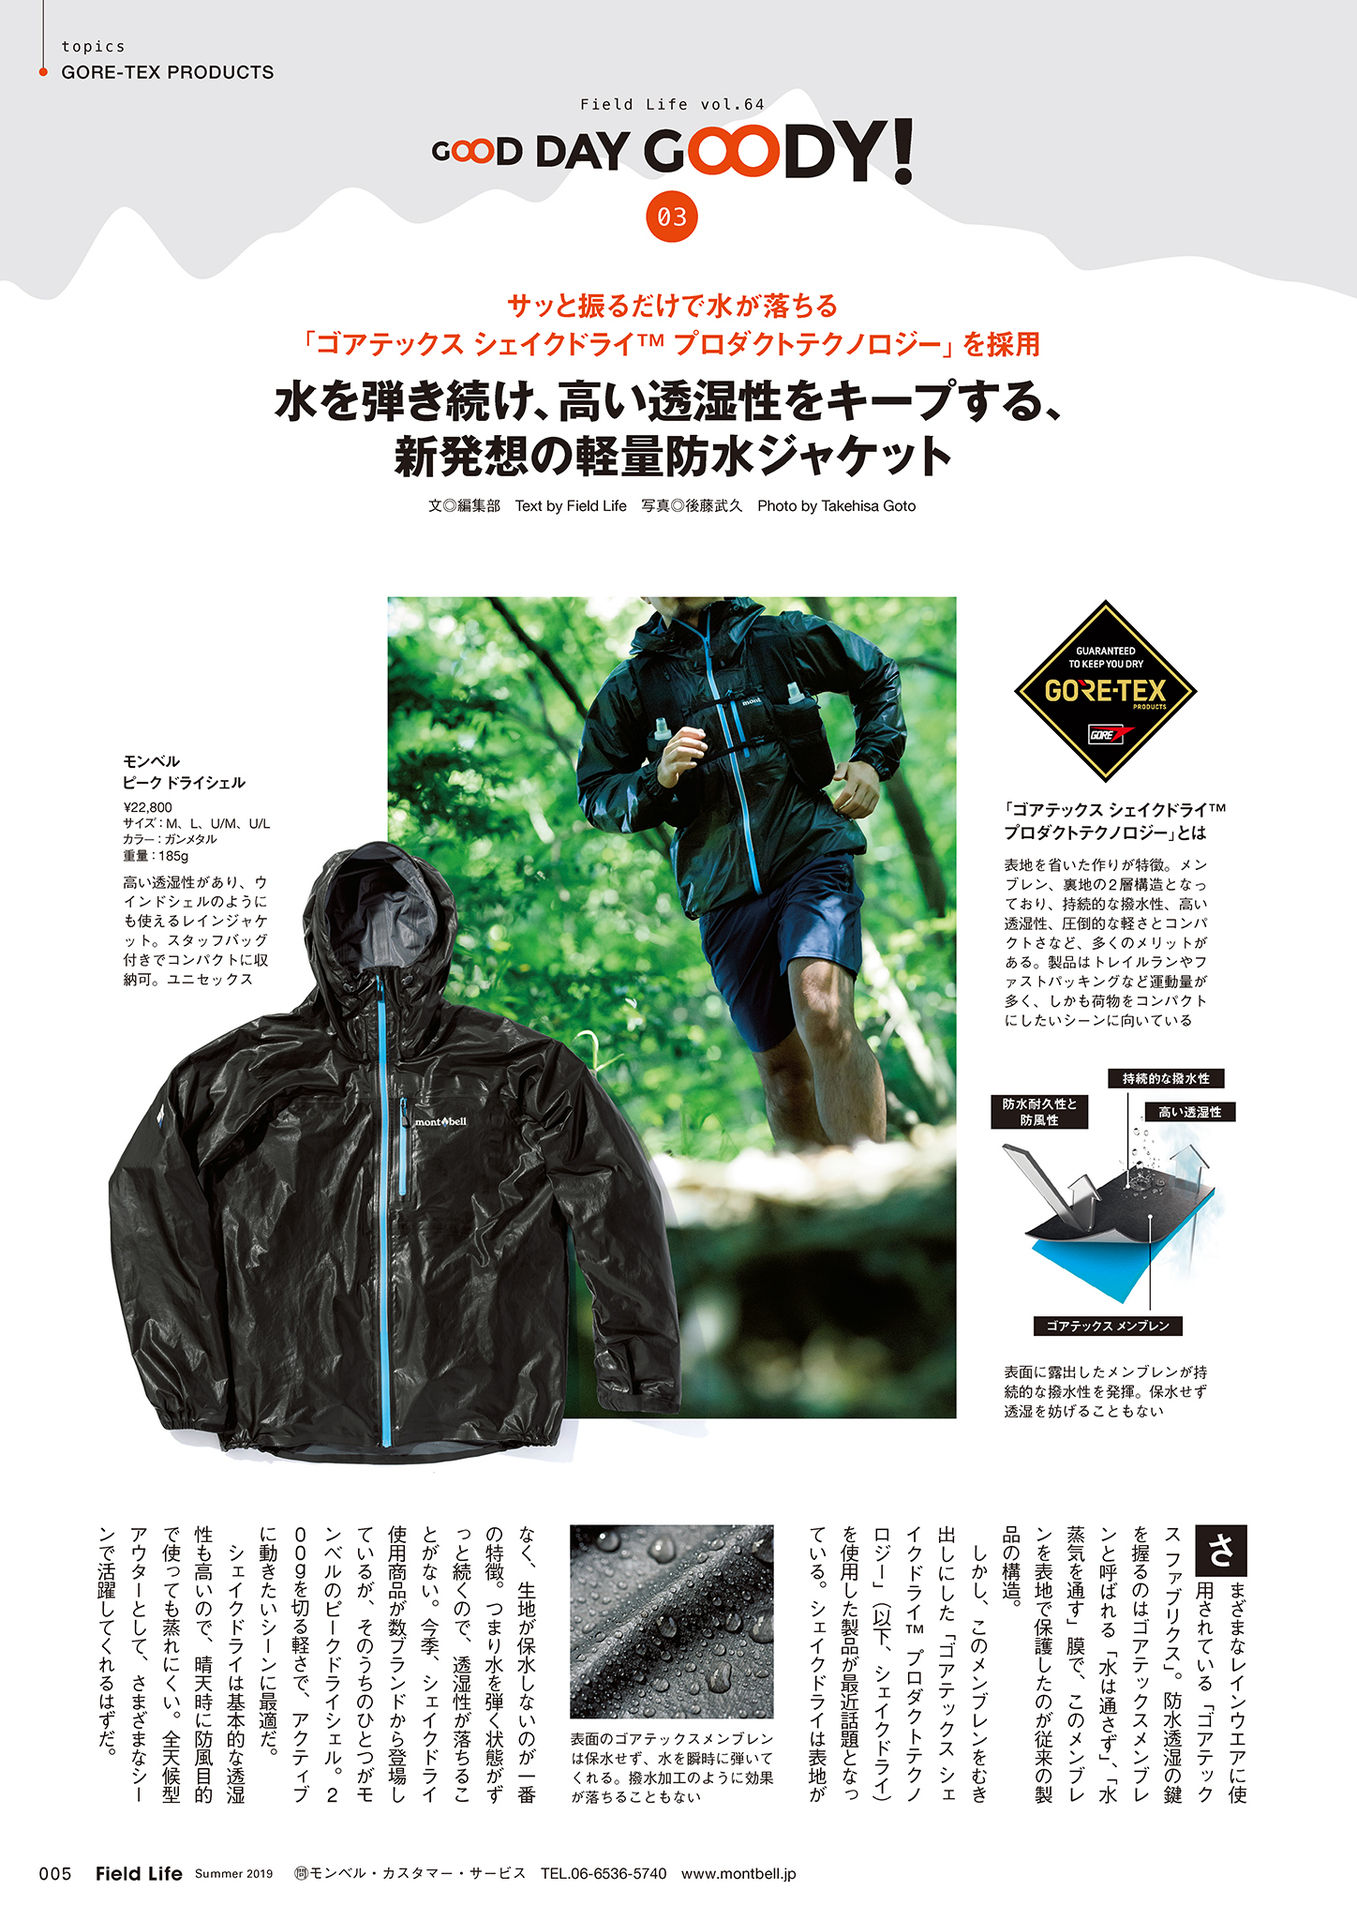 topics
GORE-TEX PRODUCTS
Field Life vol.64
GOOD DAY GOODY!
03
サッと振るだけで水が落ちる
「ゴアテックス シェイクドライ™ プロダクトテクノロジー」を採用
水を弾き続け、高い透湿性をキープする、
新発想の軽量防水ジャケット
文◎編集部 Text by Field Life 写真◎後藤武久 Photo by Takehisa Goto
モンベル
ピーク ドライシェル
¥22,800
サイズ：M、L、U/M、U/L
カラー：ガンメタル
重量：185g
高い透湿性があり、ウ
インドシェルのように
も使えるレインジャケ
ット。スタッフバッグ
付きでコンパクトに収
納可。ユニセックス
mont
mont bell
GUARANTEED
TO KEEP YOU DRY
GORE-TEX
PRODUCTS
GORE
「ゴアテックス シェイクドライ™
プロダクトテクノロジー」とは
表地を省いた作りが特徴。メン
ブレン、裏地の2層構造となっ
ており、持続的な撥水性、高い
透湿性、圧倒的な軽さとコンパ
クトさなど、多くのメリットが
ある。製品はトレイルランやフ
ァストパッキングなど運動量が
多く、しかも荷物をコンパクト
にしたいシーンに向いている
持続的な撥水性
防水耐久性と
防風性
高い透湿性
ゴアテックス メンブレン
表面に露出したメンブレンが持
続的な撥水性を発揮。保水せず
透湿を妨げることもない
さまざまなレインウエアに使
用されている「ゴアテック
ス ファブリクス」。防水透湿の鍵
を握るのはゴアテックスメンブレ
ンと呼ばれる「水は通さず」、「水
蒸気を通す」膜で、このメンブレ
ンを表地で保護したのが従来の製
品の構造。
しかし、このメンブレンをむき
出しにした「ゴアテックス シェ
イクドライ™ プロダクトテクノ
ロジー」（以下、シェイクドライ）
を使用した製品が最近話題となっ
ている。シェイクドライは表地が
なく、生地が保水しないのが一番
の特徴。つまり水を弾く状態がず
っと続くので、透湿性が落ちるこ
とがない。今季、シェイクドライ
使用商品が数ブランドから登場し
ているが、そのうちのひとつがモ
ンベルのピークドライシェル。2
00gを切る軽さで、アクティブ
に動きたいシーンに最適だ。
シェイクドライは基本的な透湿
性も高いので、晴天時に防風目的
で使っても蒸れにくい。全天候型
アウターとして、さまざまなシー
ンで活躍してくれるはずだ。
表面のゴアテックスメンブレン
は保水せず、水を瞬時に弾いて
くれる。撥水加工のように効果
が落ちることもない
005 Field Life Summer 2019 ㉄モンベル・カスタマー・サービス TEL.06-6536-5740 www.montbell.jp